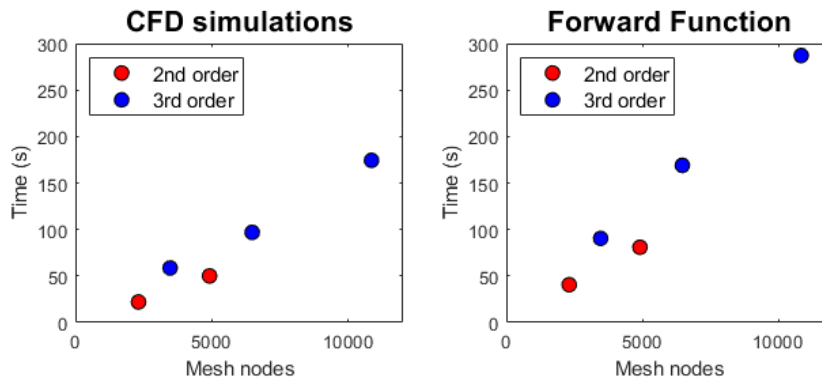 CFD simulations
300
250
200
150
100
50
0
Time (s)
2nd order
3rd order
0
5000
10000
Mesh nodes
Forward Function
300
250
200
150
100
50
0
Time (s)
2nd order
3rd order
0
5000
10000
Mesh nodes